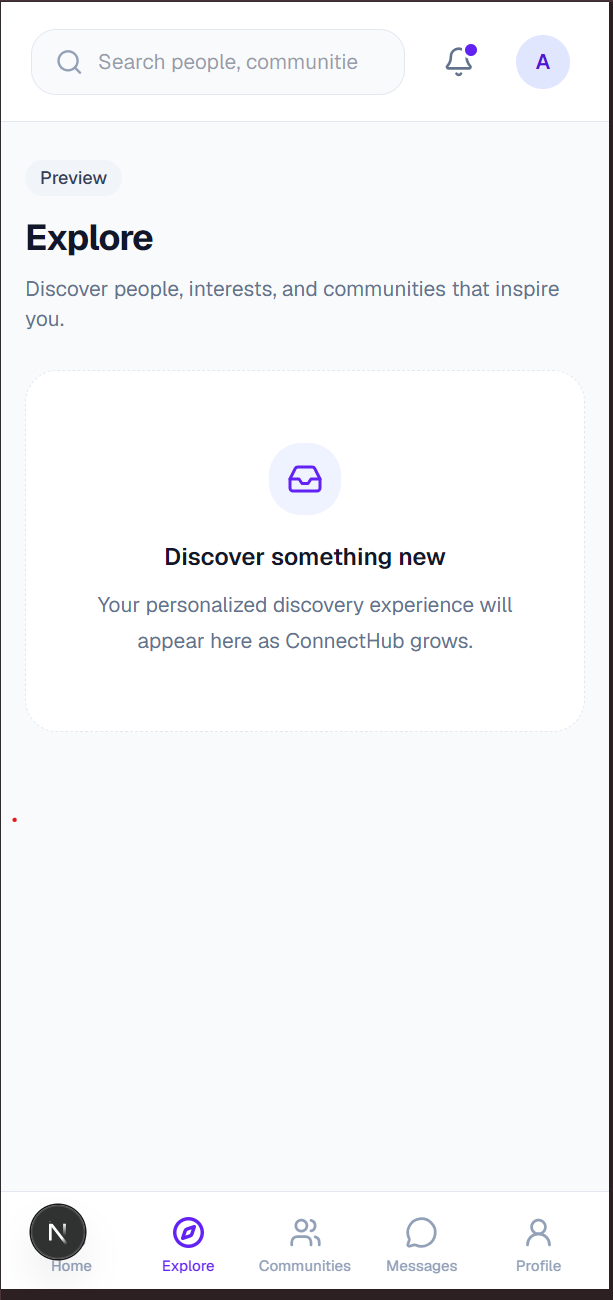 Search people, communitie
A
Preview
Explore
Discover people, interests, and communities that inspire
you.
Discover something new
Your personalized discovery experience will
appear here as ConnectHub grows.
N
Home
Explore
Communities
Messages
Profile